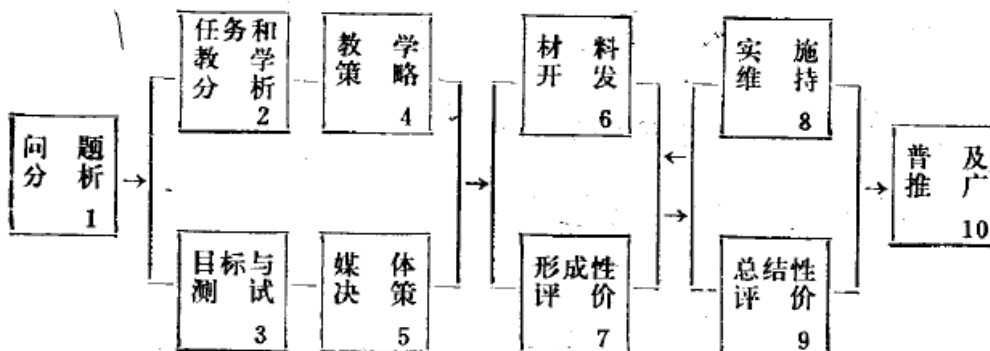 问题
分析
1
任务和
教学
分析
2
教学
策略
4
目标与
测试
3
媒体
决策
5
材料
开发
6
形成性
评价
7
实施
维持
8
总结性
评价
9
普及
推广
10